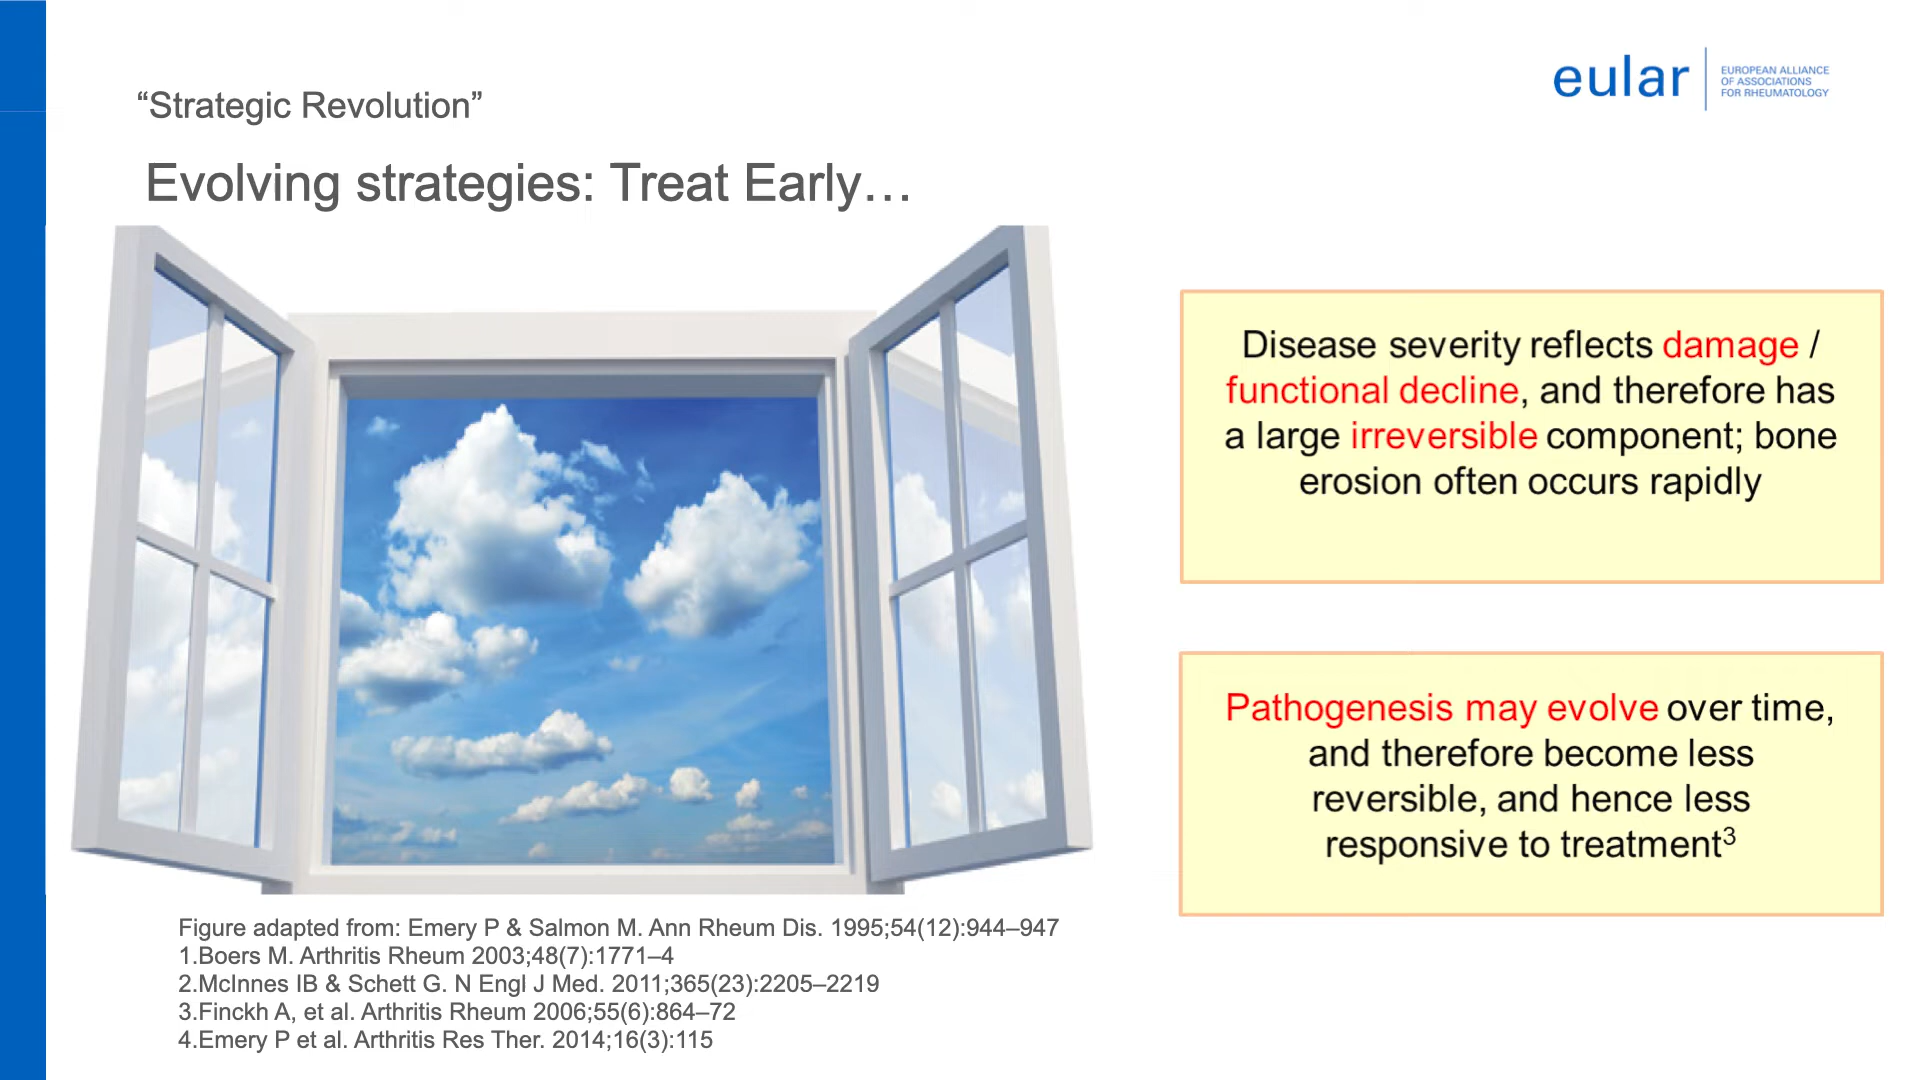 “Strategic Revolution”
eular
EUROPEAN ALLIANCE
OF ASSOCIATIONS
FOR RHEUMATOLOGY
Evolving strategies: Treat Early…
Disease severity reflects damage /
functional decline, and therefore has
a large irreversible component; bone
erosion often occurs rapidly
Pathogenesis may evolve over time,
and therefore become less
reversible, and hence less
responsive to treatment³
Figure adapted from: Emery P & Salmon M. Ann Rheum Dis. 1995;54(12):944–947
1.Boers M. Arthritis Rheum 2003;48(7):1771–4
2.McInnes IB & Schett G. N Engl J Med. 2011;365(23):2205–2219
3.Finckh A, et al. Arthritis Rheum 2006;55(6):864–72
4.Emery P et al. Arthritis Res Ther. 2014;16(3):115